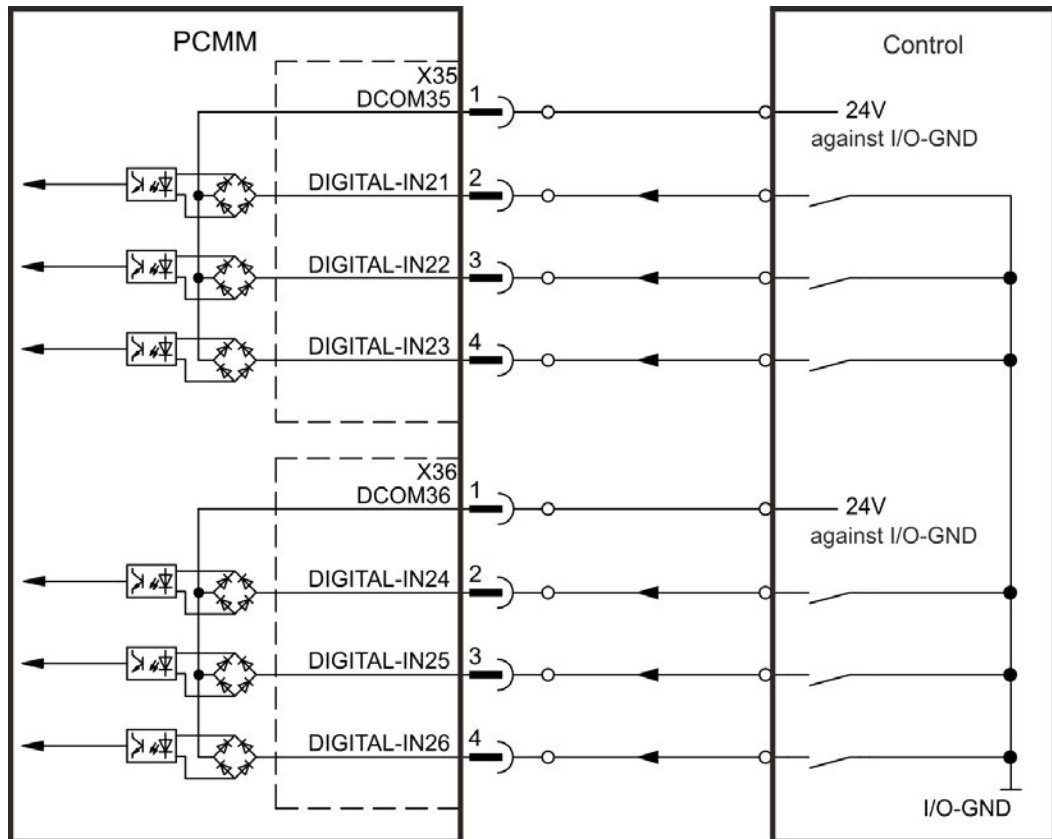 PCMM
Control
X35
DCOM35
1
24V
against I/O-GND
DIGITAL-IN21
2
DIGITAL-IN22
3
DIGITAL-IN23
4
X36
DCOM36
1
24V
against I/O-GND
DIGITAL-IN24
2
DIGITAL-IN25
3
DIGITAL-IN26
4
I/O-GND